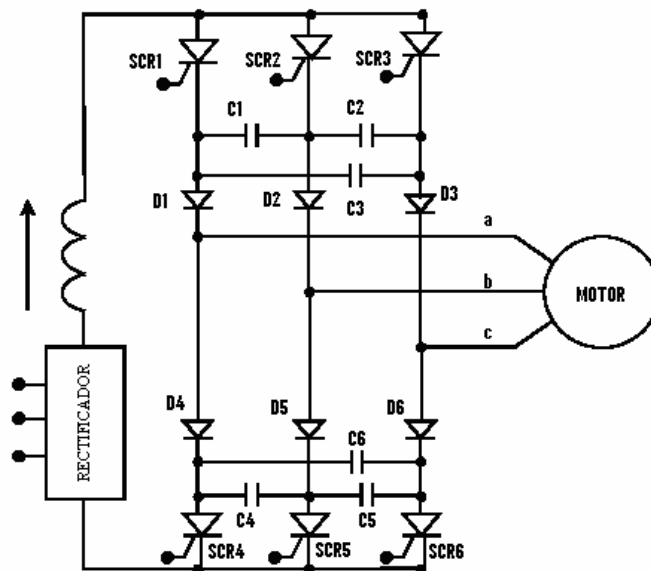 SCR1
SCR2
SCR3
C1
C2
D1
D2
C3
D3
a
b
MOTOR
c
RECTIFICADOR
D4
D5
D6
C6
C4
C5
SCR4
SCR5
SCR6